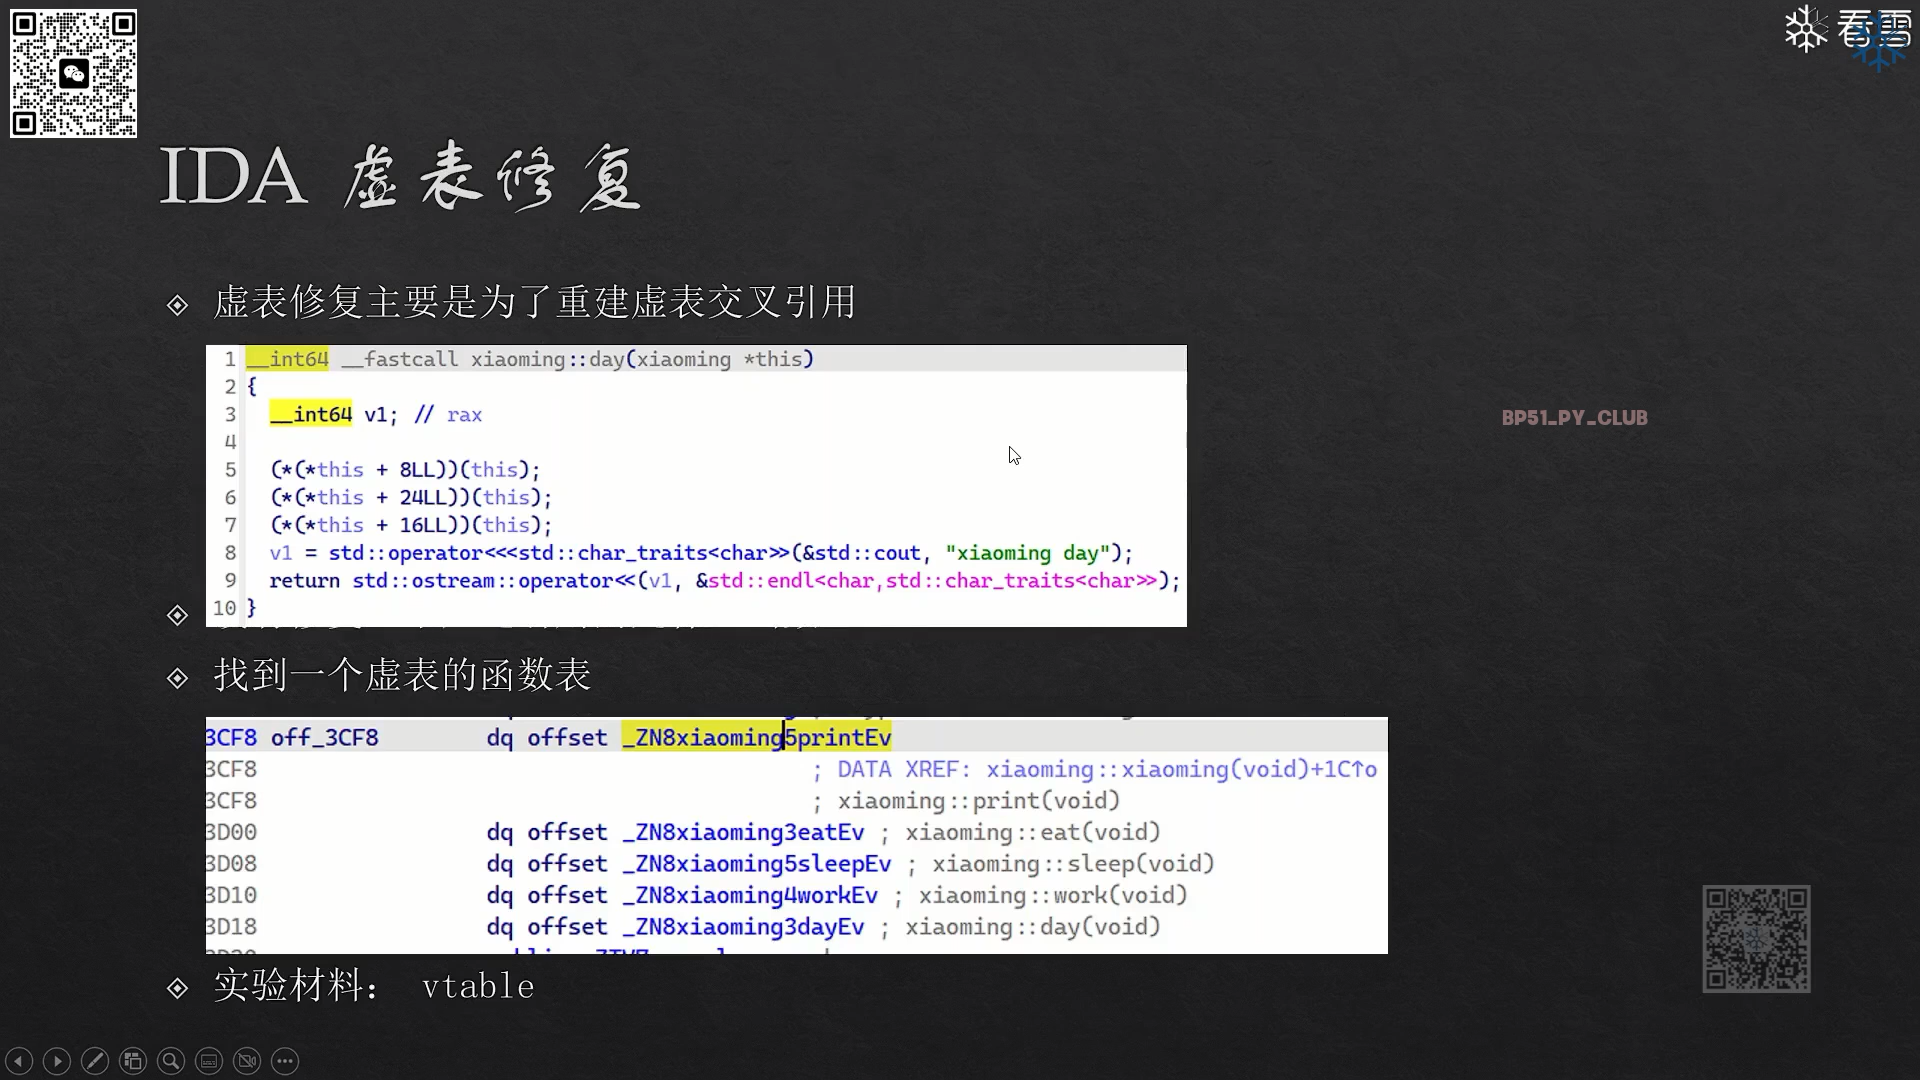 看雪
IDA 虚表修复
虚表修复主要是为了重建虚表交叉引用
1 __int64 __fastcall xiaoming::day(xiaoming *this)
2 {
3 __int64 v1; // rax
4
5 (*(*this + 8LL))(this);
6 (*(*this + 24LL))(this);
7 (*(*this + 16LL))(this);
8 v1 = std::operator<<<std::char_traits<char>>(&std::cout, "xiaoming day");
9 return std::ostream::operator<<(v1, &std::endl<char,std::char_traits<char>>);
10 }
BP51_PY_CLUB
找到一个虚表的函数表
3CF8 off_3CF8 dq offset _ZN8xiaoming5printEv
3CF8 ; DATA XREF: xiaoming::xiaoming(void)+1C↑o
3CF8 ; xiaoming::print(void)
3D00 dq offset _ZN8xiaoming3eatEv ; xiaoming::eat(void)
3D08 dq offset _ZN8xiaoming5sleepEv ; xiaoming::sleep(void)
3D10 dq offset _ZN8xiaoming4workEv ; xiaoming::work(void)
3D18 dq offset _ZN8xiaoming3dayEv ; xiaoming::day(void)
实验材料： vtable